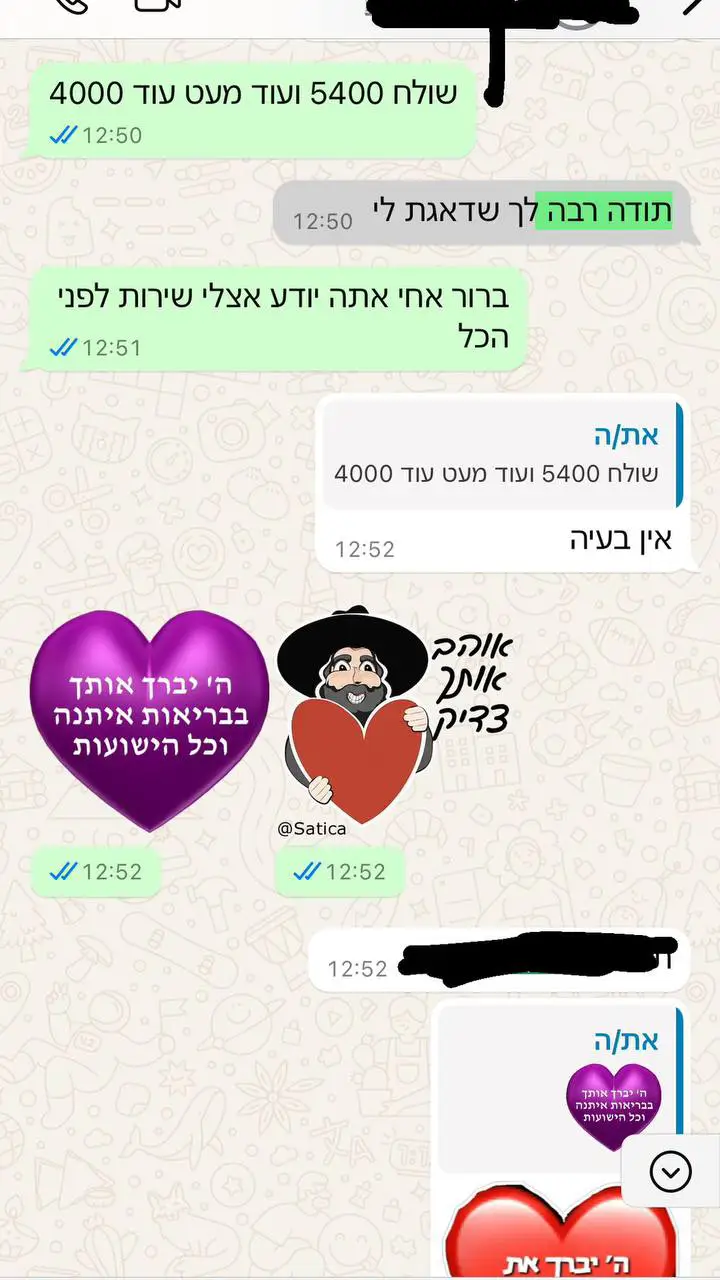 שולח 5400 ועוד מעט עוד 4000
12:50
תודה רבה לך שדאגת לי
12:50
ברור אחי אתה יודע אצלי שירות לפני
הכל
12:51
את/ה
שולח 5400 ועוד מעט עוד 4000
אין בעיה
12:52
ה׳ יברך אותך
בבריאות איתנה
וכל הישועות
12:52
אוהב
אותך
צדיק
@Satica
12:52
12:52
את/ה
ה׳ יברך אותך
בבריאות איתנה
וכל הישועות
ה׳ יברך את